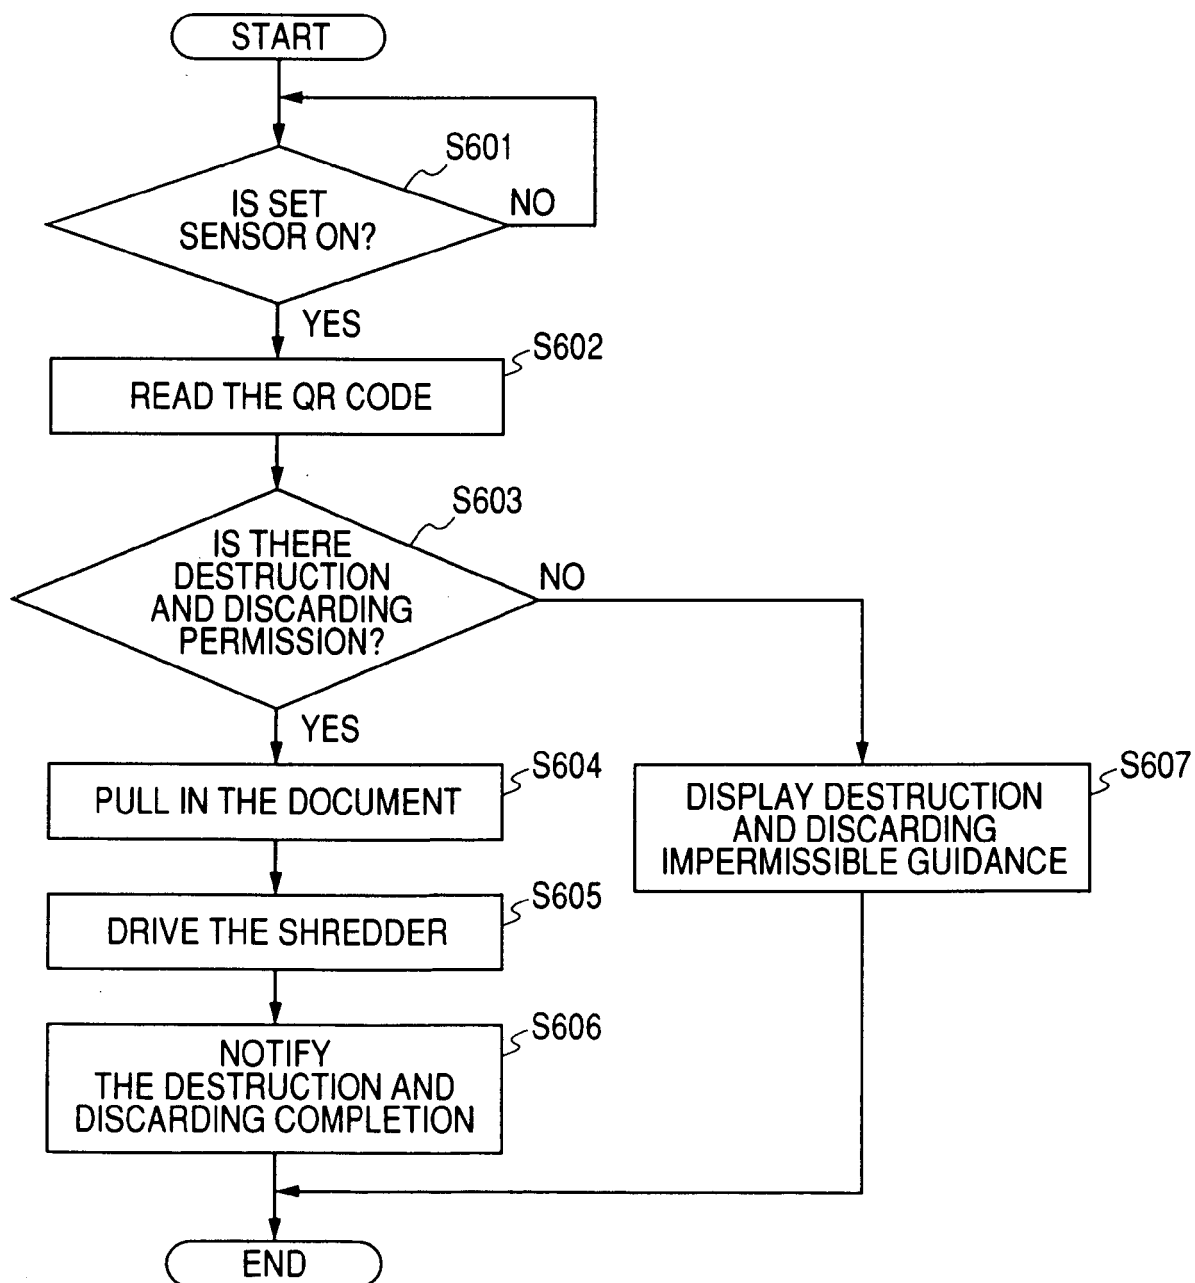 START
S601
IS SET
SENSOR ON?
NO
YES
S602
READ THE QR CODE
S603
IS THERE
DESTRUCTION
AND DISCARDING
PERMISSION?
NO
YES
S604
PULL IN THE DOCUMENT
S607
DISPLAY DESTRUCTION
AND DISCARDING
IMPERMISSIBLE GUIDANCE
S605
DRIVE THE SHREDDER
S606
NOTIFY
THE DESTRUCTION AND
DISCARDING COMPLETION
END